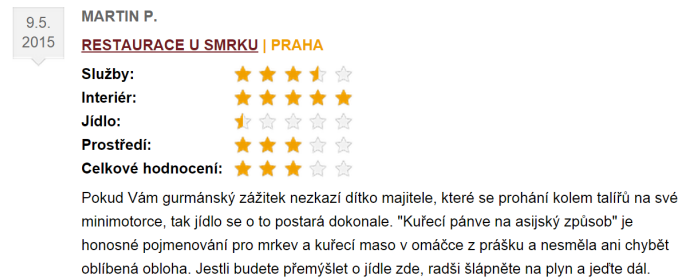 9.5.
2015
MARTIN P.
RESTAURACE U SMRKU | PRAHA
Služby:
Interiér:
Jídlo:
Prostředí:
Celkové hodnocení:
Pokud Vám gurmánský zážitek nezkazí dítko majitele, které se prohání kolem talířů na své
minimotorce, tak jídlo se o to postará dokonale. "Kuřecí pánve na asijský způsob" je
honosné pojmenování pro mrkev a kuřecí maso v omáčce z prášku a nesměla ani chybět
oblíbená obloha. Jestli budete přemýšlet o jídle zde, radši šlápněte na plyn a jeďte dál.